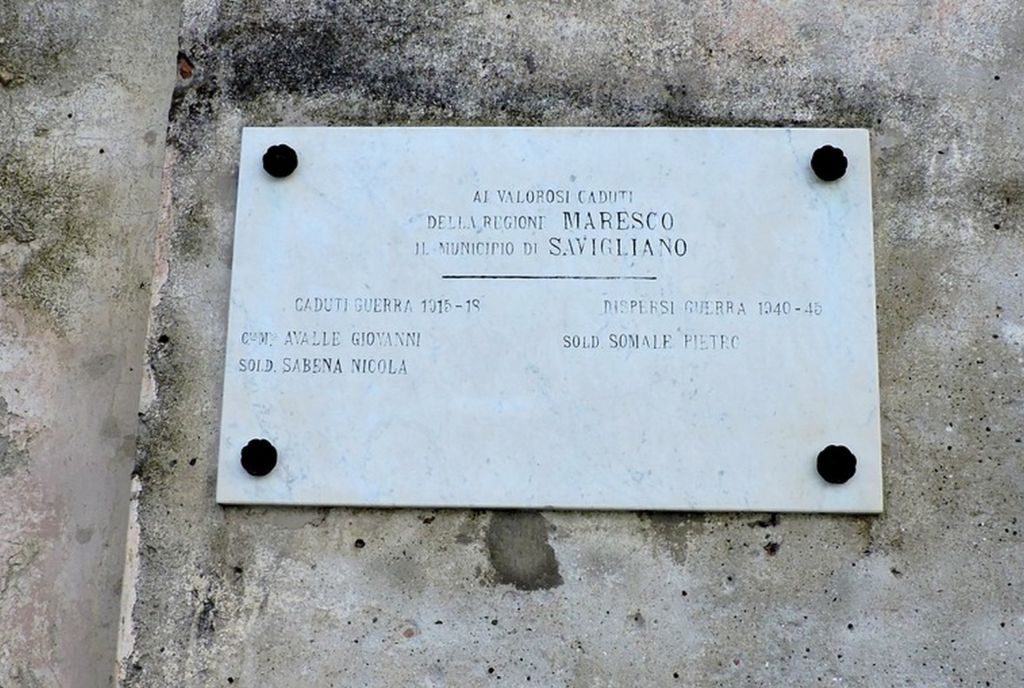 AI VALOROSI CADUTI
DELLA REGIONE MARESCO
IL MUNICIPIO DI SAVIGLIANO
CADUTI GUERRA 1915-18
DISPERSI GUERRA 1940-45
AVALLE GIOVANNI
SOLD. SABENA NICOLA
SOLD. SOMALE PIETRO